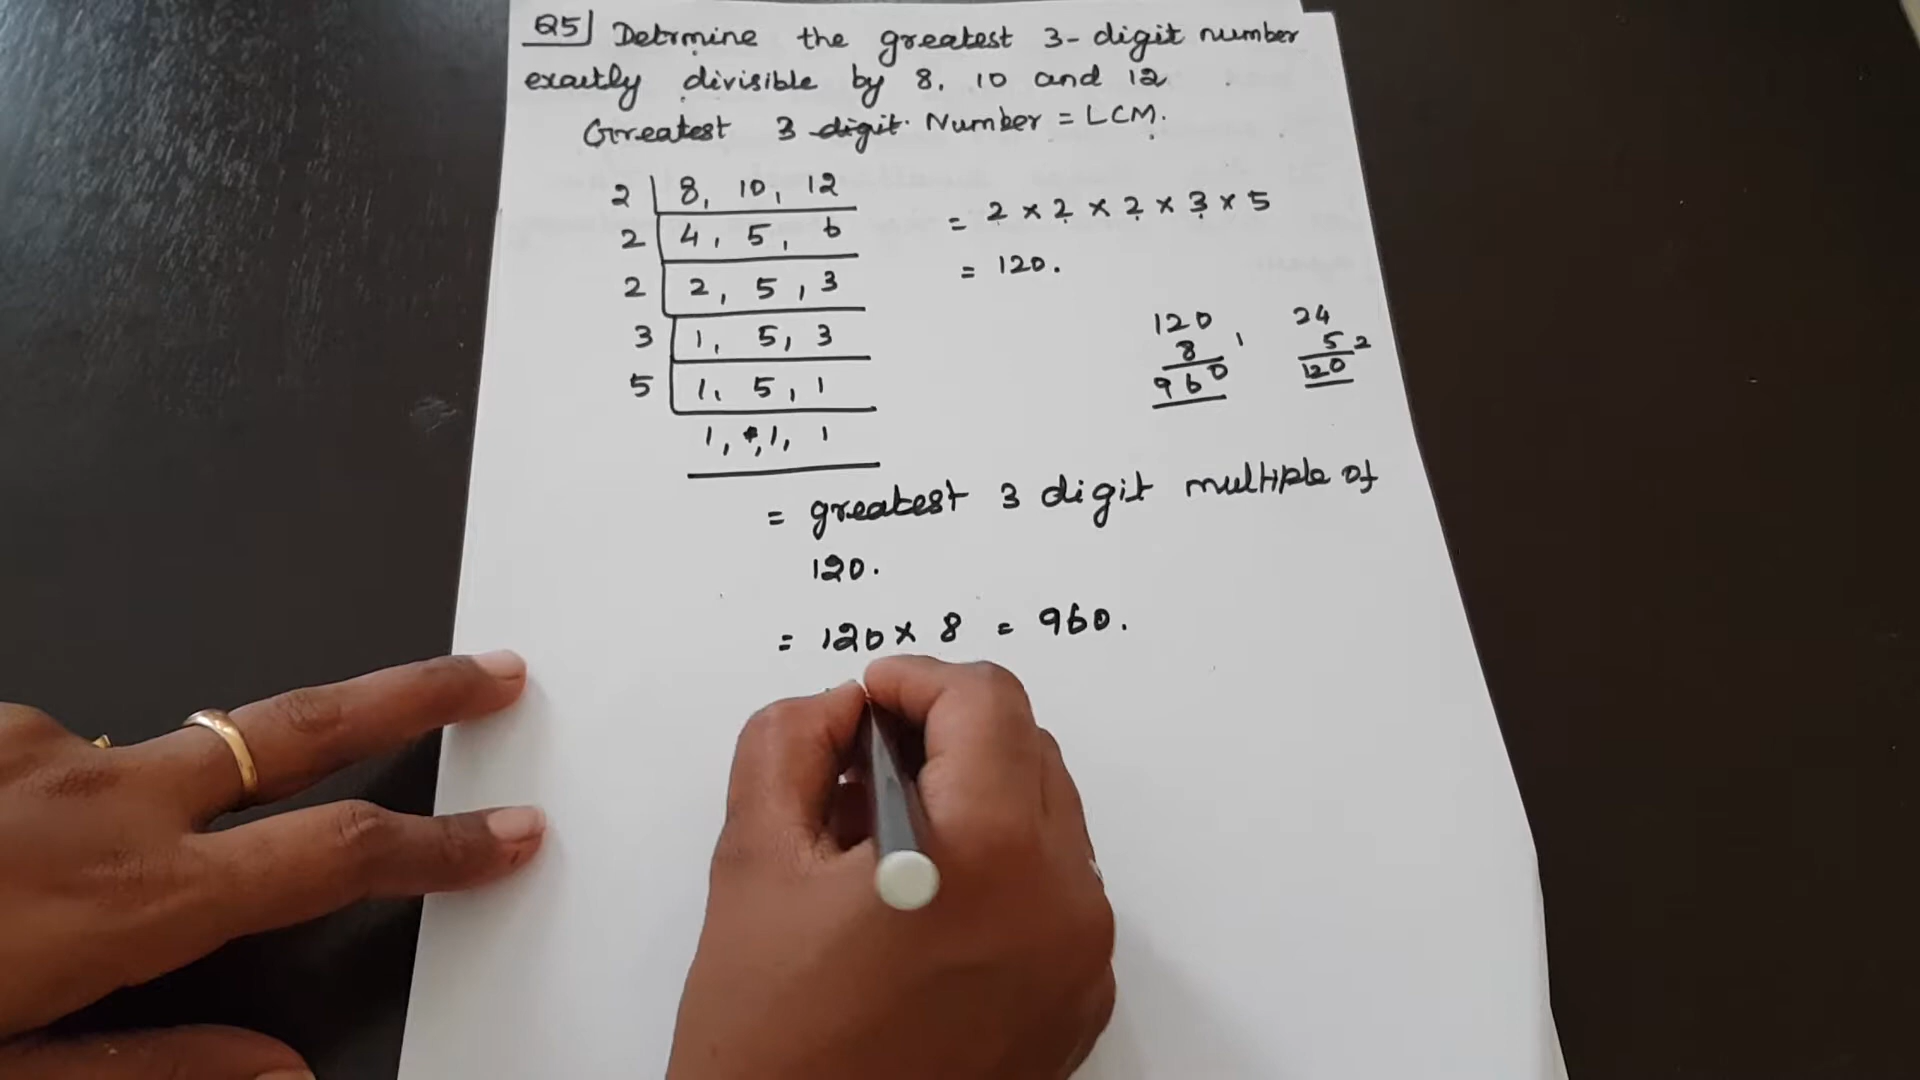 Q5] Detrmine the greatest 3-digit number
exactly divisible by 8, 10 and 12
Greatest 3 digit Number = LCM.
2 | 8, 10, 12
2 | 4, 5, 6
2 | 2, 5, 3
3 | 1, 5, 3
5 | 1, 5, 1
1, 1, 1
= 2 × 2 × 2 × 3 × 5
= 120.
120
8 1
960
24
5 2
120
= greatest 3 digit multiple of
120.
= 120 × 8 = 960.